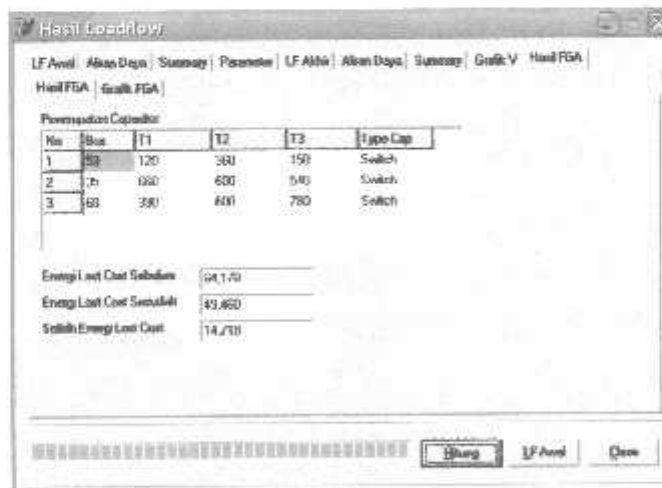 Hasil Loadflow
LF Awal Aliran Daya Summary Parameter LF Akhir Aliran Daya Summary Grafik V Hasil FGA
Hasil FGA Grafik FGA
Capacitor
No Bus T1 T2 T3 Type Cap
1 120 360 150 Switch
2 600 540 Switch
3 600 780 Switch
Energi Lost Cost Sebelum
Energi Lost Cost Sesudah
Selisih Energi Lost Cost
Hitung LF Awal Close